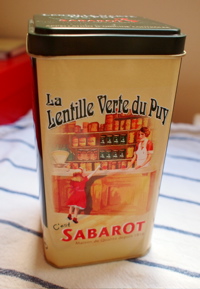 La
Lentille Verte du Puy
C'est
SABAROT